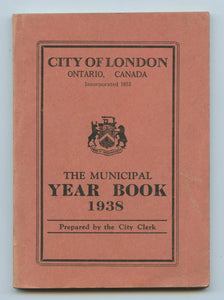 CITY OF LONDON
ONTARIO, CANADA
Incorporated 1855
THE MUNICIPAL
YEAR BOOK
1938
Prepared by the City Clerk